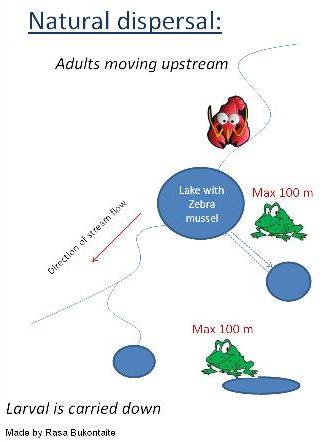 Natural dispersal:
Adults moving upstream
Lake with
Zebra
mussel
Max 100 m
Direction of stream flow
Max 100 m
Larval is carried down
Made by Rasa Bukontaite